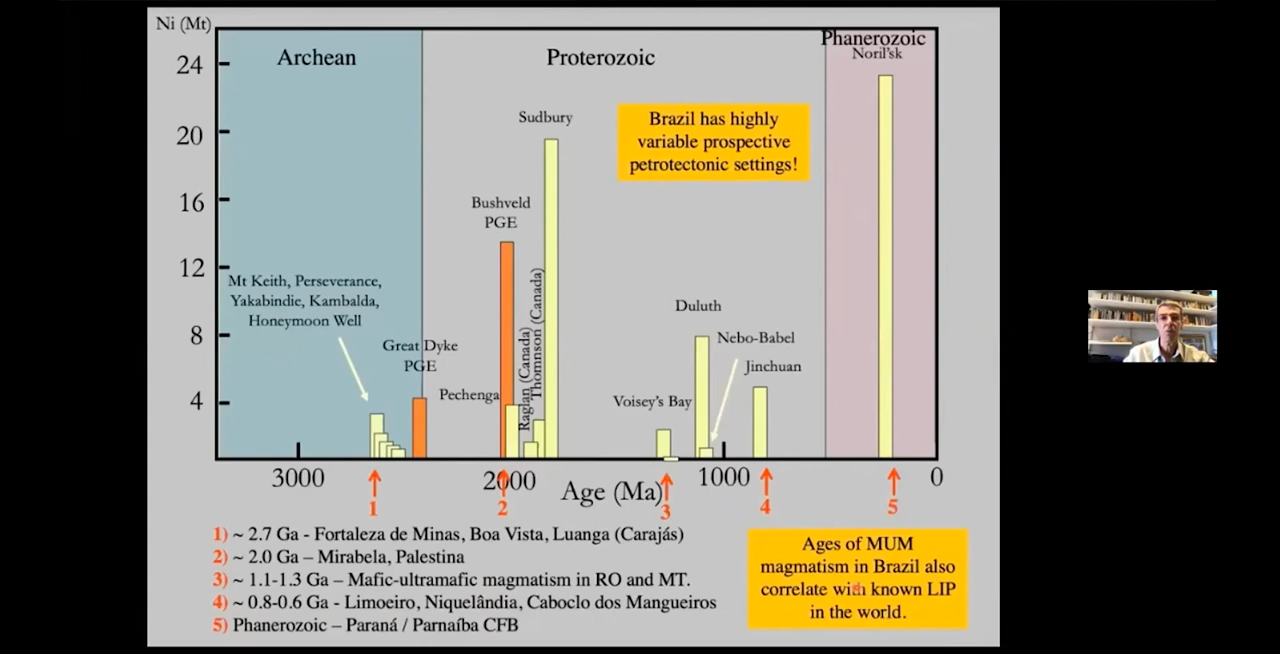 Ni (Mt)
Archean
Proterozoic
Phanerozoic
Noril'sk
24
20
16
12
8
4
Sudbury
Brazil has highly
variable prospective
petrotectonic settings!
Bushveld
PGE
Mt Keith, Perseverance,
Yakabindie, Kambalda,
Honeymoon Well
Great Dyke
PGE
Pechenga
Raglan (Canada)
Thomnson (Canada)
Duluth
Nebo-Babel
Jinchuan
Voisey's Bay
3000
2000
Age (Ma)
1000
0
1
2
3
4
5
1) ~ 2.7 Ga - Fortaleza de Minas, Boa Vista, Luanga (Carajás)
2) ~ 2.0 Ga – Mirabela, Palestina
3) ~ 1.1-1.3 Ga – Mafic-ultramafic magmatism in RO and MT.
4) ~ 0.8-0.6 Ga - Limoeiro, Niquelândia, Caboclo dos Mangueiros
5) Phanerozoic – Paraná / Parnaíba CFB
Ages of MUM
magmatism in Brazil also
correlate with known LIP
in the world.